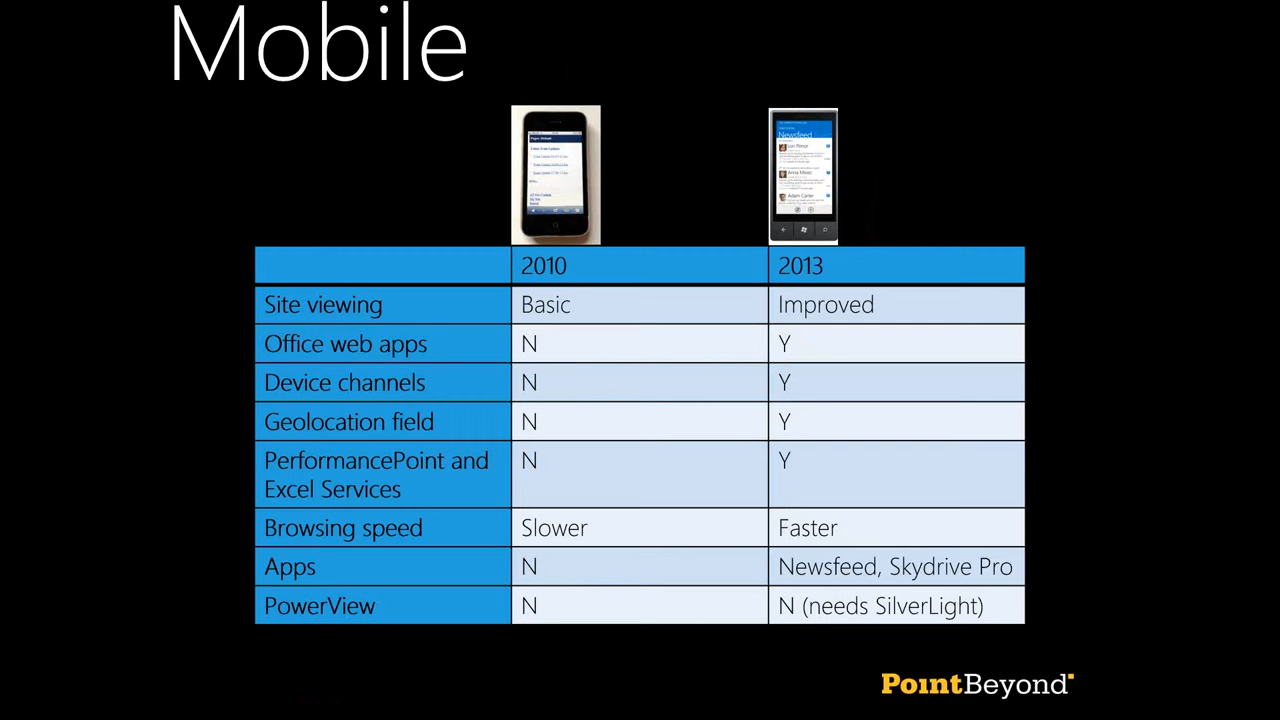 Mobile
Newsfeed
2010 2013
Site viewing Basic Improved
Office web apps N Y
Device channels N Y
Geolocation field N Y
PerformancePoint and N Y
Excel Services
Browsing speed Slower Faster
Apps N Newsfeed, Skydrive Pro
PowerView N N (needs SilverLight)
PointBeyond